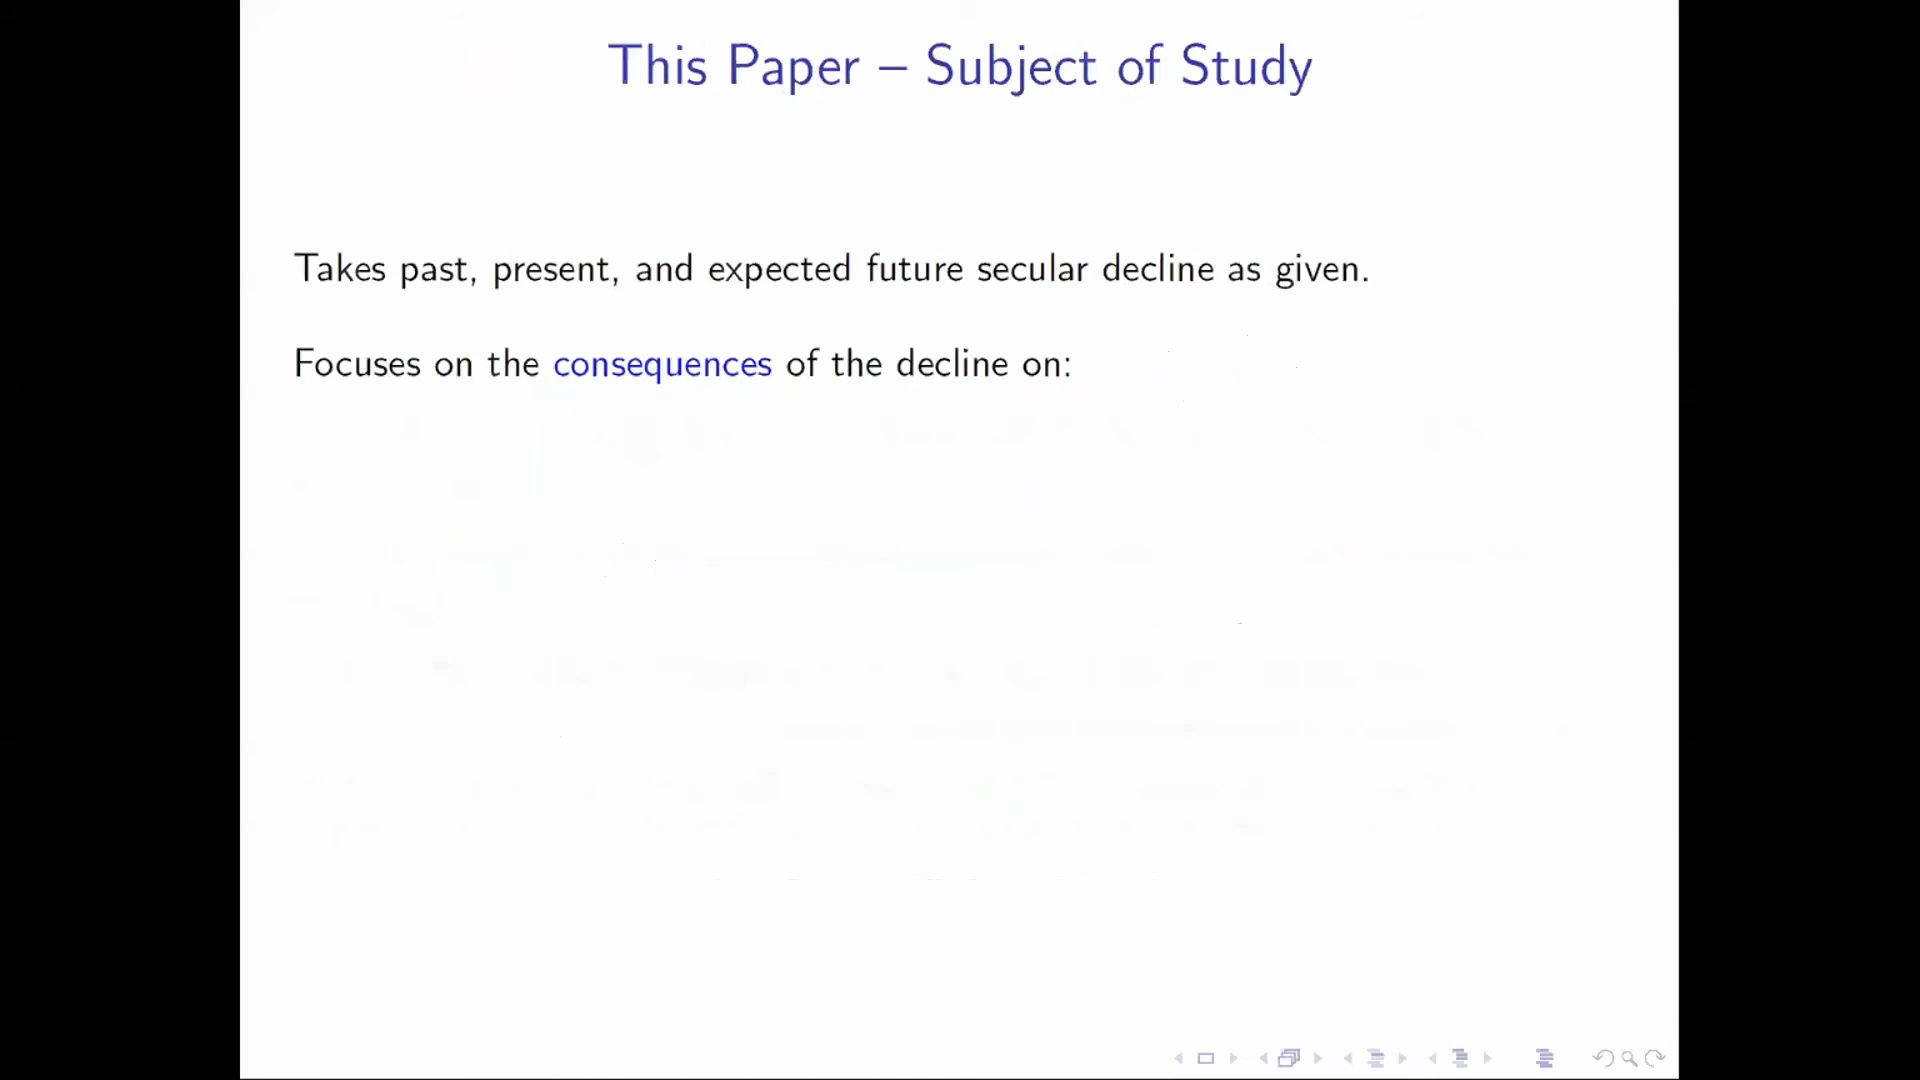 This Paper – Subject of Study
Takes past, present, and expected future secular decline as given.
Focuses on the consequences of the decline on: